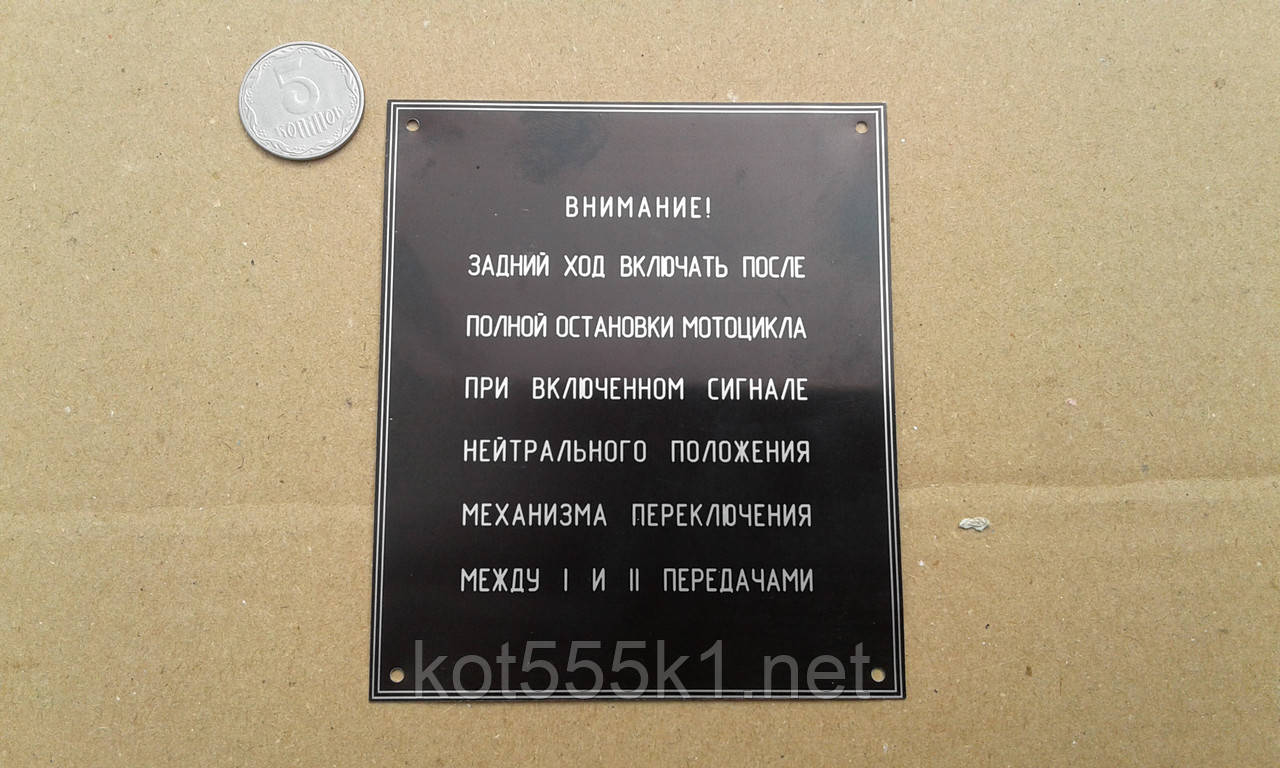 5
КОПІЙОК
ВНИМАНИЕ!
ЗАДНИЙ ХОД ВКЛЮЧАТЬ ПОСЛЕ
ПОЛНОЙ ОСТАНОВКИ МОТОЦИКЛА
ПРИ ВКЛЮЧЕННОМ СИГНАЛЕ
НЕЙТРАЛЬНОГО ПОЛОЖЕНИЯ
МЕХАНИЗМА ПЕРЕКЛЮЧЕНИЯ
МЕЖДУ I И II ПЕРЕДАЧАМИ
kot555k1.net